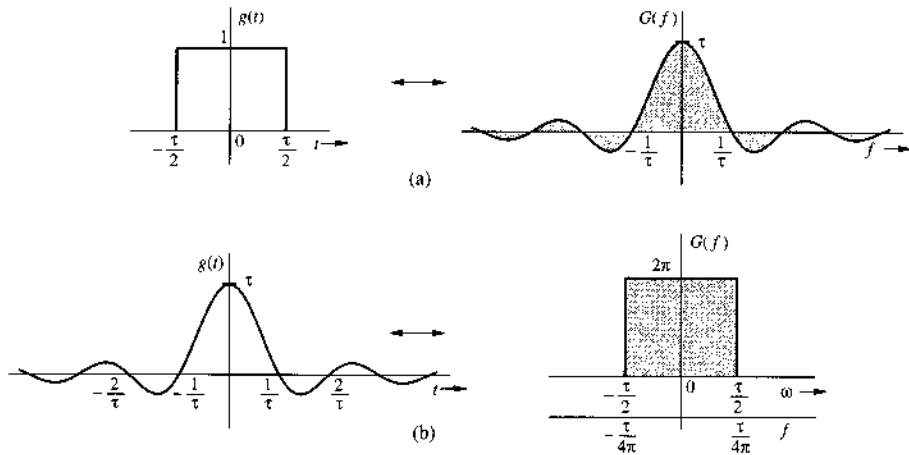 g(t)
1
-τ/2 0 τ/2 t
G(f)
τ
-1/τ 1/τ f
(a)
g(t)
τ
-2/τ -1/τ 1/τ 2/τ t
G(f)
2π
-τ/2 0 τ/2 ω
-τ/4π τ/4π f
(b)